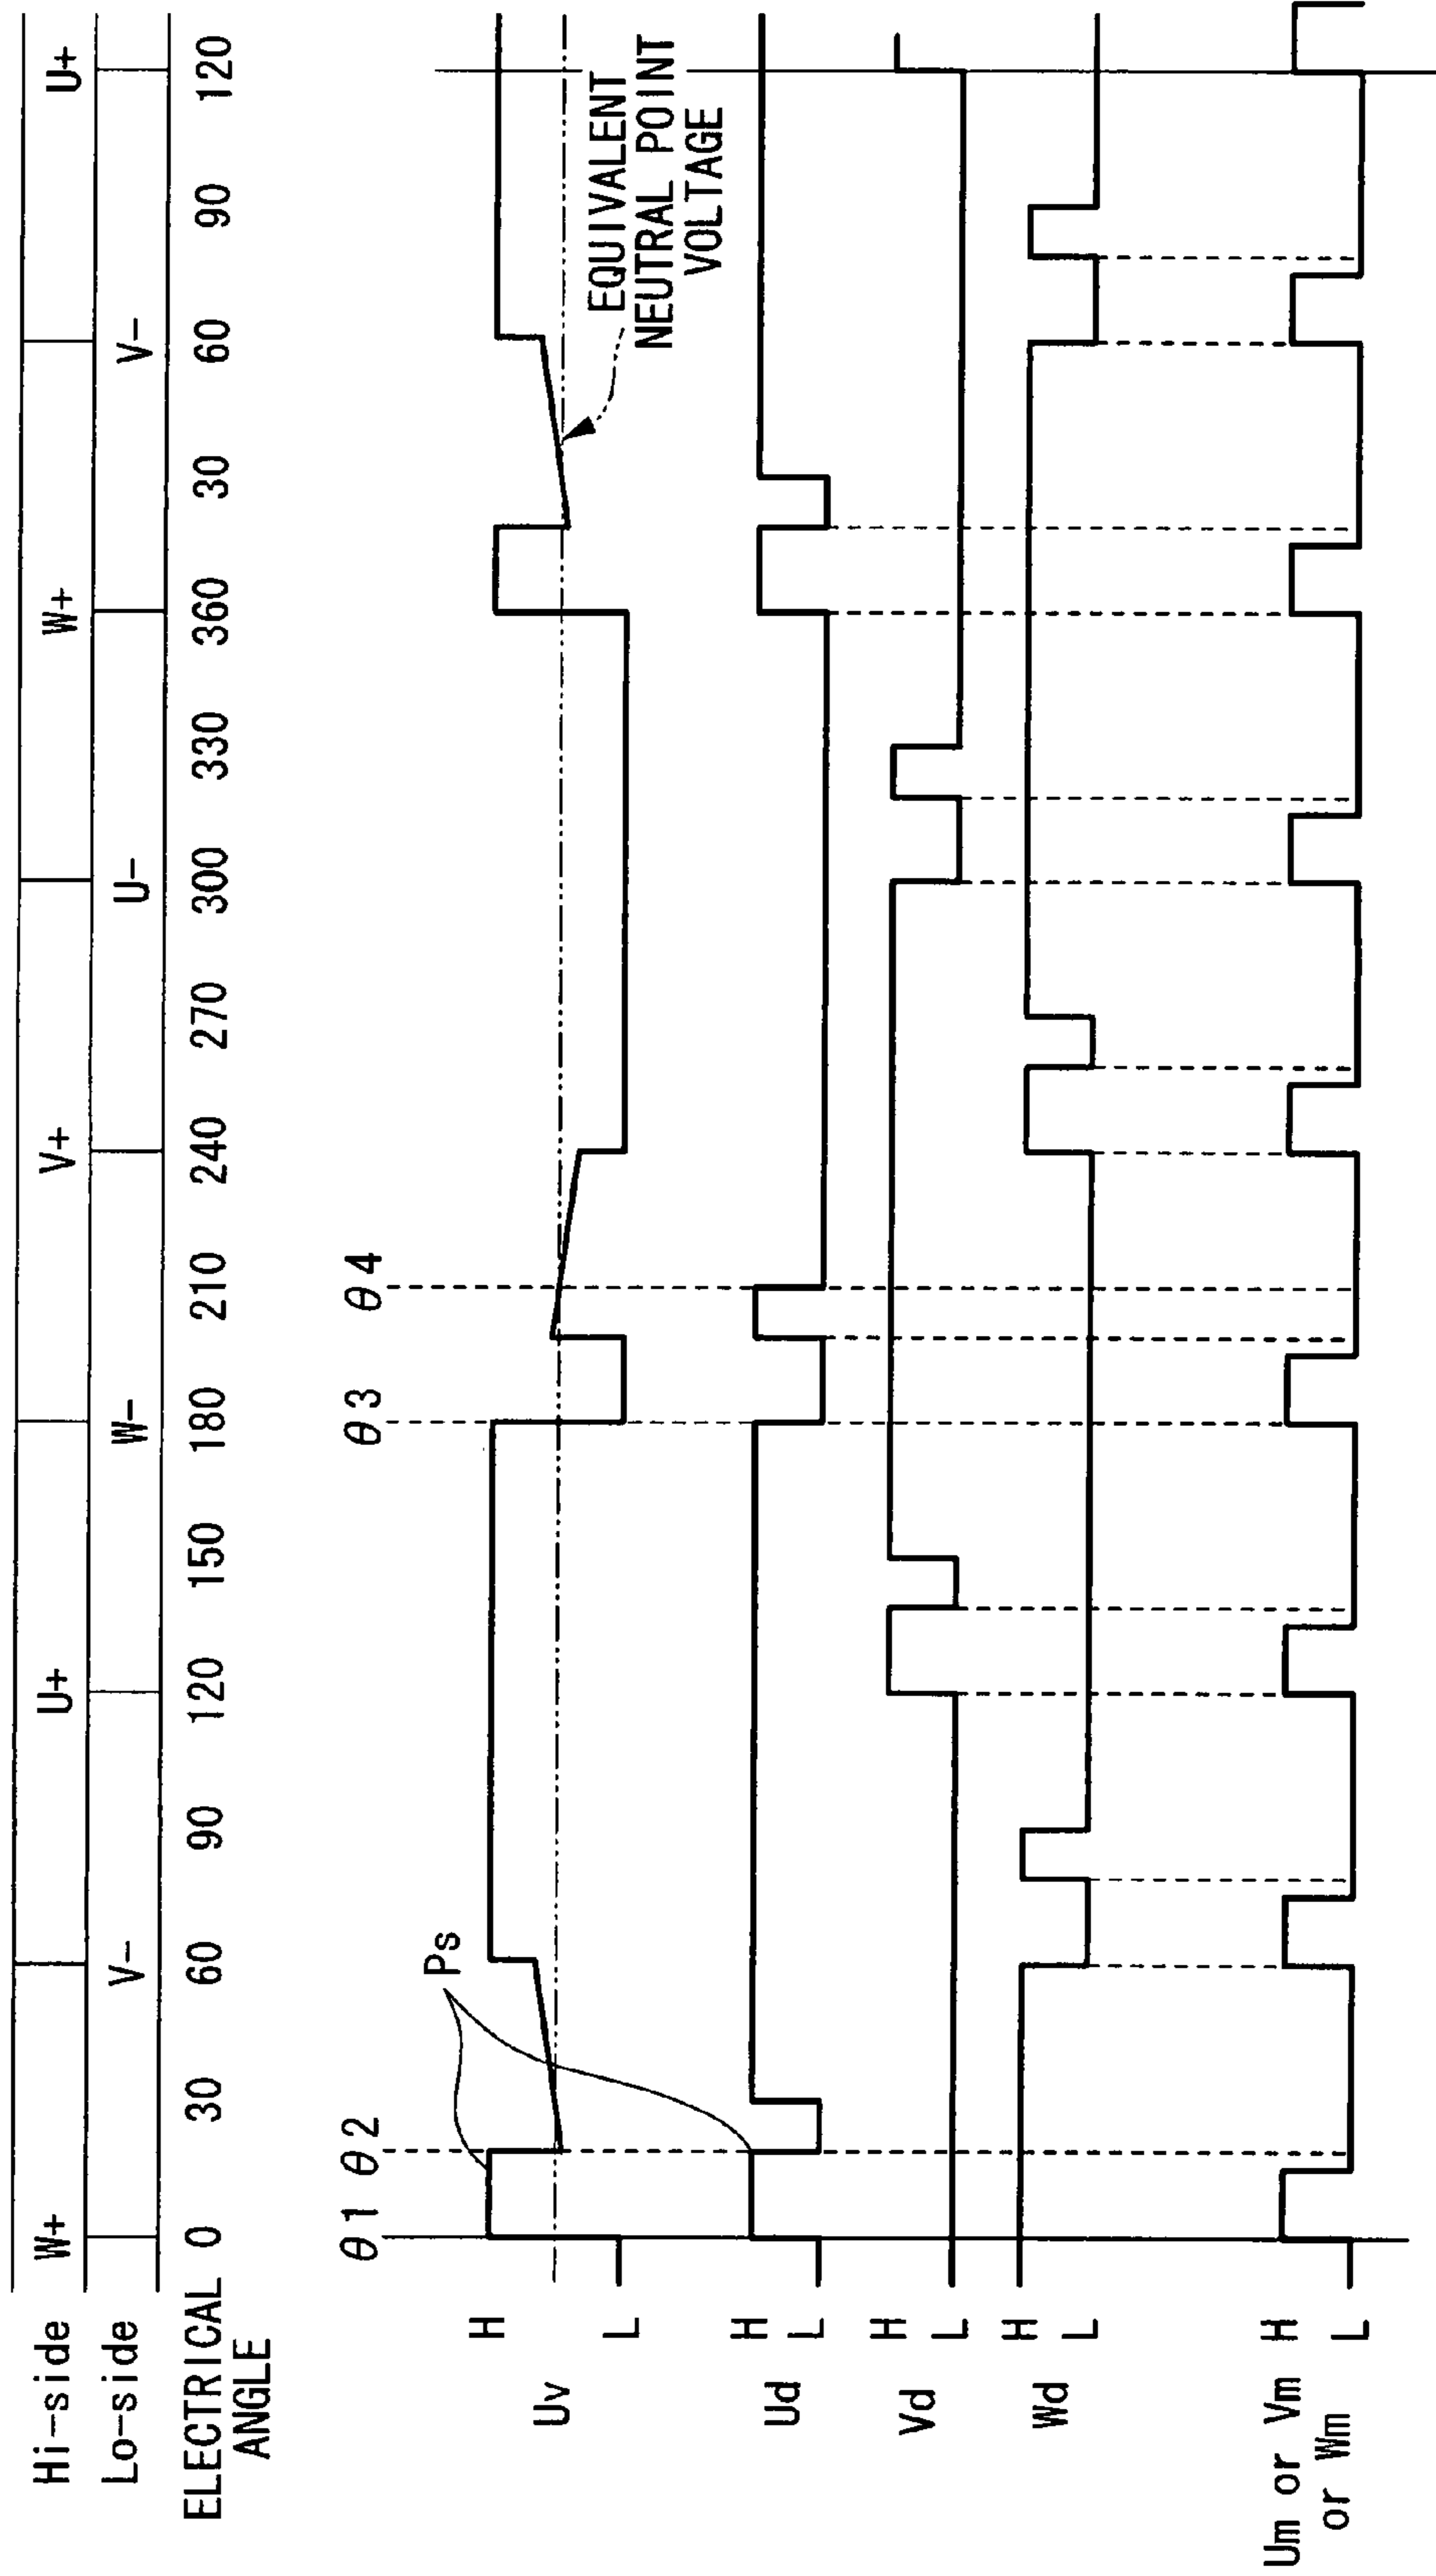 Hi-side W+ U+ V+ W+ U+
Lo-side V- W- U- V-
ELECTRICAL ANGLE 0 30 60 90 120 150 180 210 240 270 300 330 360 30 60 90 120
θ1 θ2 θ3 θ4
Ps
Uv H L
EQUIVALENT
NEUTRAL POINT
VOLTAGE
Ud H L
Vd H L
Wd H L
Um or Vm
or Wm H L